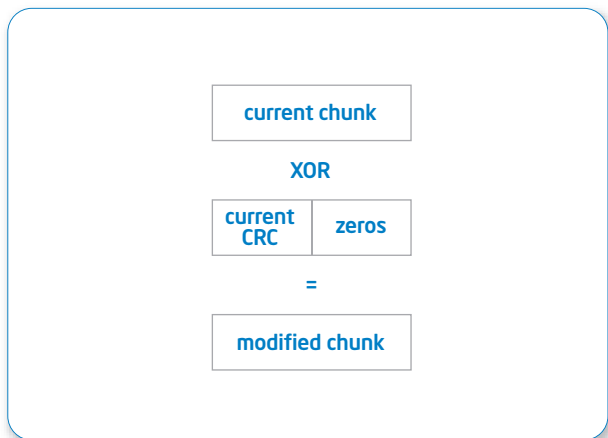 current chunk
XOR
current
CRC
zeros
=
modified chunk